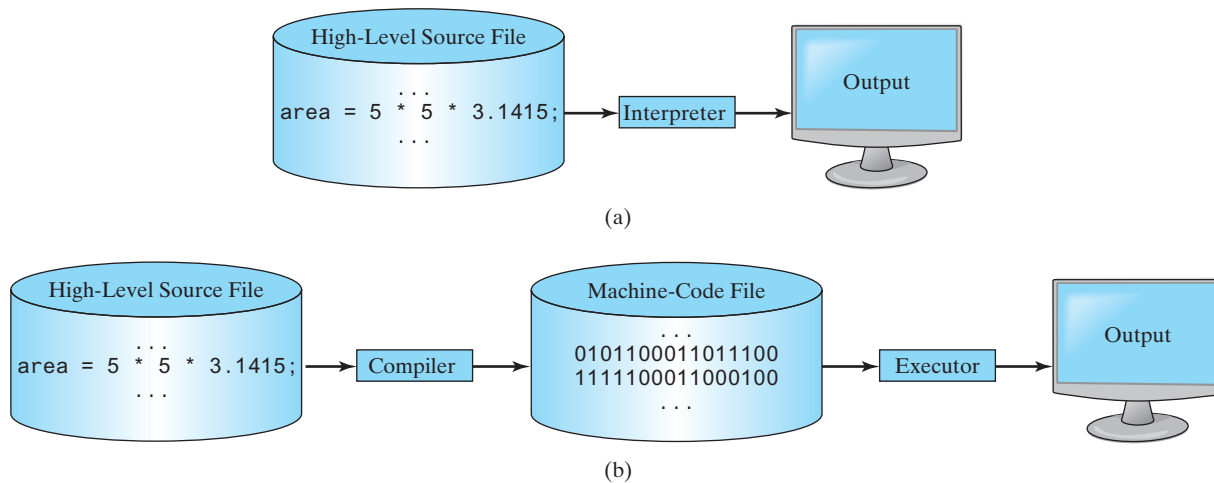 High-Level Source File
...
area = 5 * 5 * 3.1415;
...
Interpreter
Output
(a)
High-Level Source File
...
area = 5 * 5 * 3.1415;
...
Compiler
Machine-Code File
...
0101100011011100
1111100011000100
...
Executor
Output
(b)